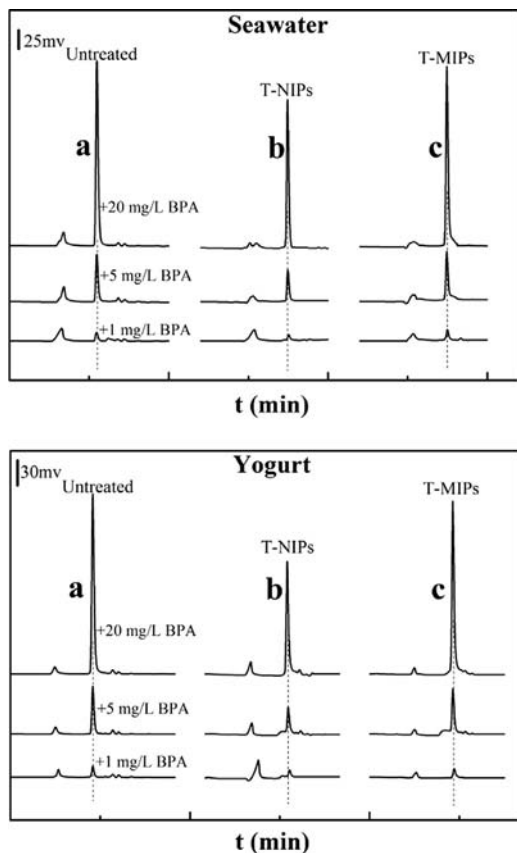 Seawater
25mv
Untreated
T-NIPs
T-MIPs
a
b
c
+20 mg/L BPA
+5 mg/L BPA
+1 mg/L BPA
t (min)
Yogurt
30mv
Untreated
T-NIPs
T-MIPs
a
b
c
+20 mg/L BPA
+5 mg/L BPA
+1 mg/L BPA
t (min)